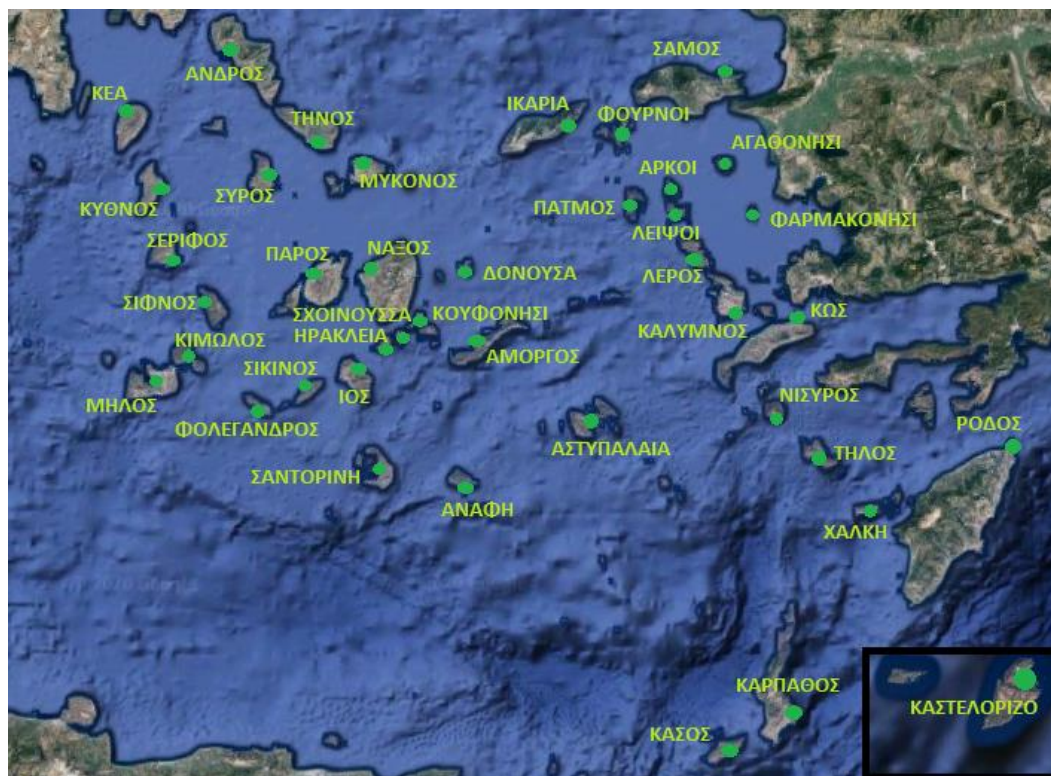 ΑΝΔΡΟΣ
ΣΑΜΟΣ
ΚΕΑ
ΤΗΝΟΣ
ΙΚΑΡΙΑ
ΦΟΥΡΝΟΙ
ΑΓΑΘΟΝΗΣΙ
ΑΡΚΟΙ
ΜΥΚΟΝΟΣ
ΣΥΡΟΣ
ΚΥΘΝΟΣ
ΠΑΤΜΟΣ
ΦΑΡΜΑΚΟΝΗΣΙ
ΛΕΙΨΟΙ
ΣΕΡΙΦΟΣ
ΠΑΡΟΣ
ΝΑΞΟΣ
ΔΟΝΟΥΣΑ
ΛΕΡΟΣ
ΣΙΦΝΟΣ
ΣΧΟΙΝΟΥΣΣΑ
ΚΟΥΦΟΝΗΣΙ
ΚΑΛΥΜΝΟΣ
ΚΩΣ
ΗΡΑΚΛΕΙΑ
ΚΙΜΩΛΟΣ
ΑΜΟΡΓΟΣ
ΣΙΚΙΝΟΣ
ΙΟΣ
ΜΗΛΟΣ
ΝΙΣΥΡΟΣ
ΦΟΛΕΓΑΝΔΡΟΣ
ΡΟΔΟΣ
ΑΣΤΥΠΑΛΑΙΑ
ΤΗΛΟΣ
ΣΑΝΤΟΡΙΝΗ
ΑΝΑΦΗ
ΧΑΛΚΗ
ΚΑΡΠΑΘΟΣ
ΚΑΣΤΕΛΟΡΙΖΟ
ΚΑΣΟΣ